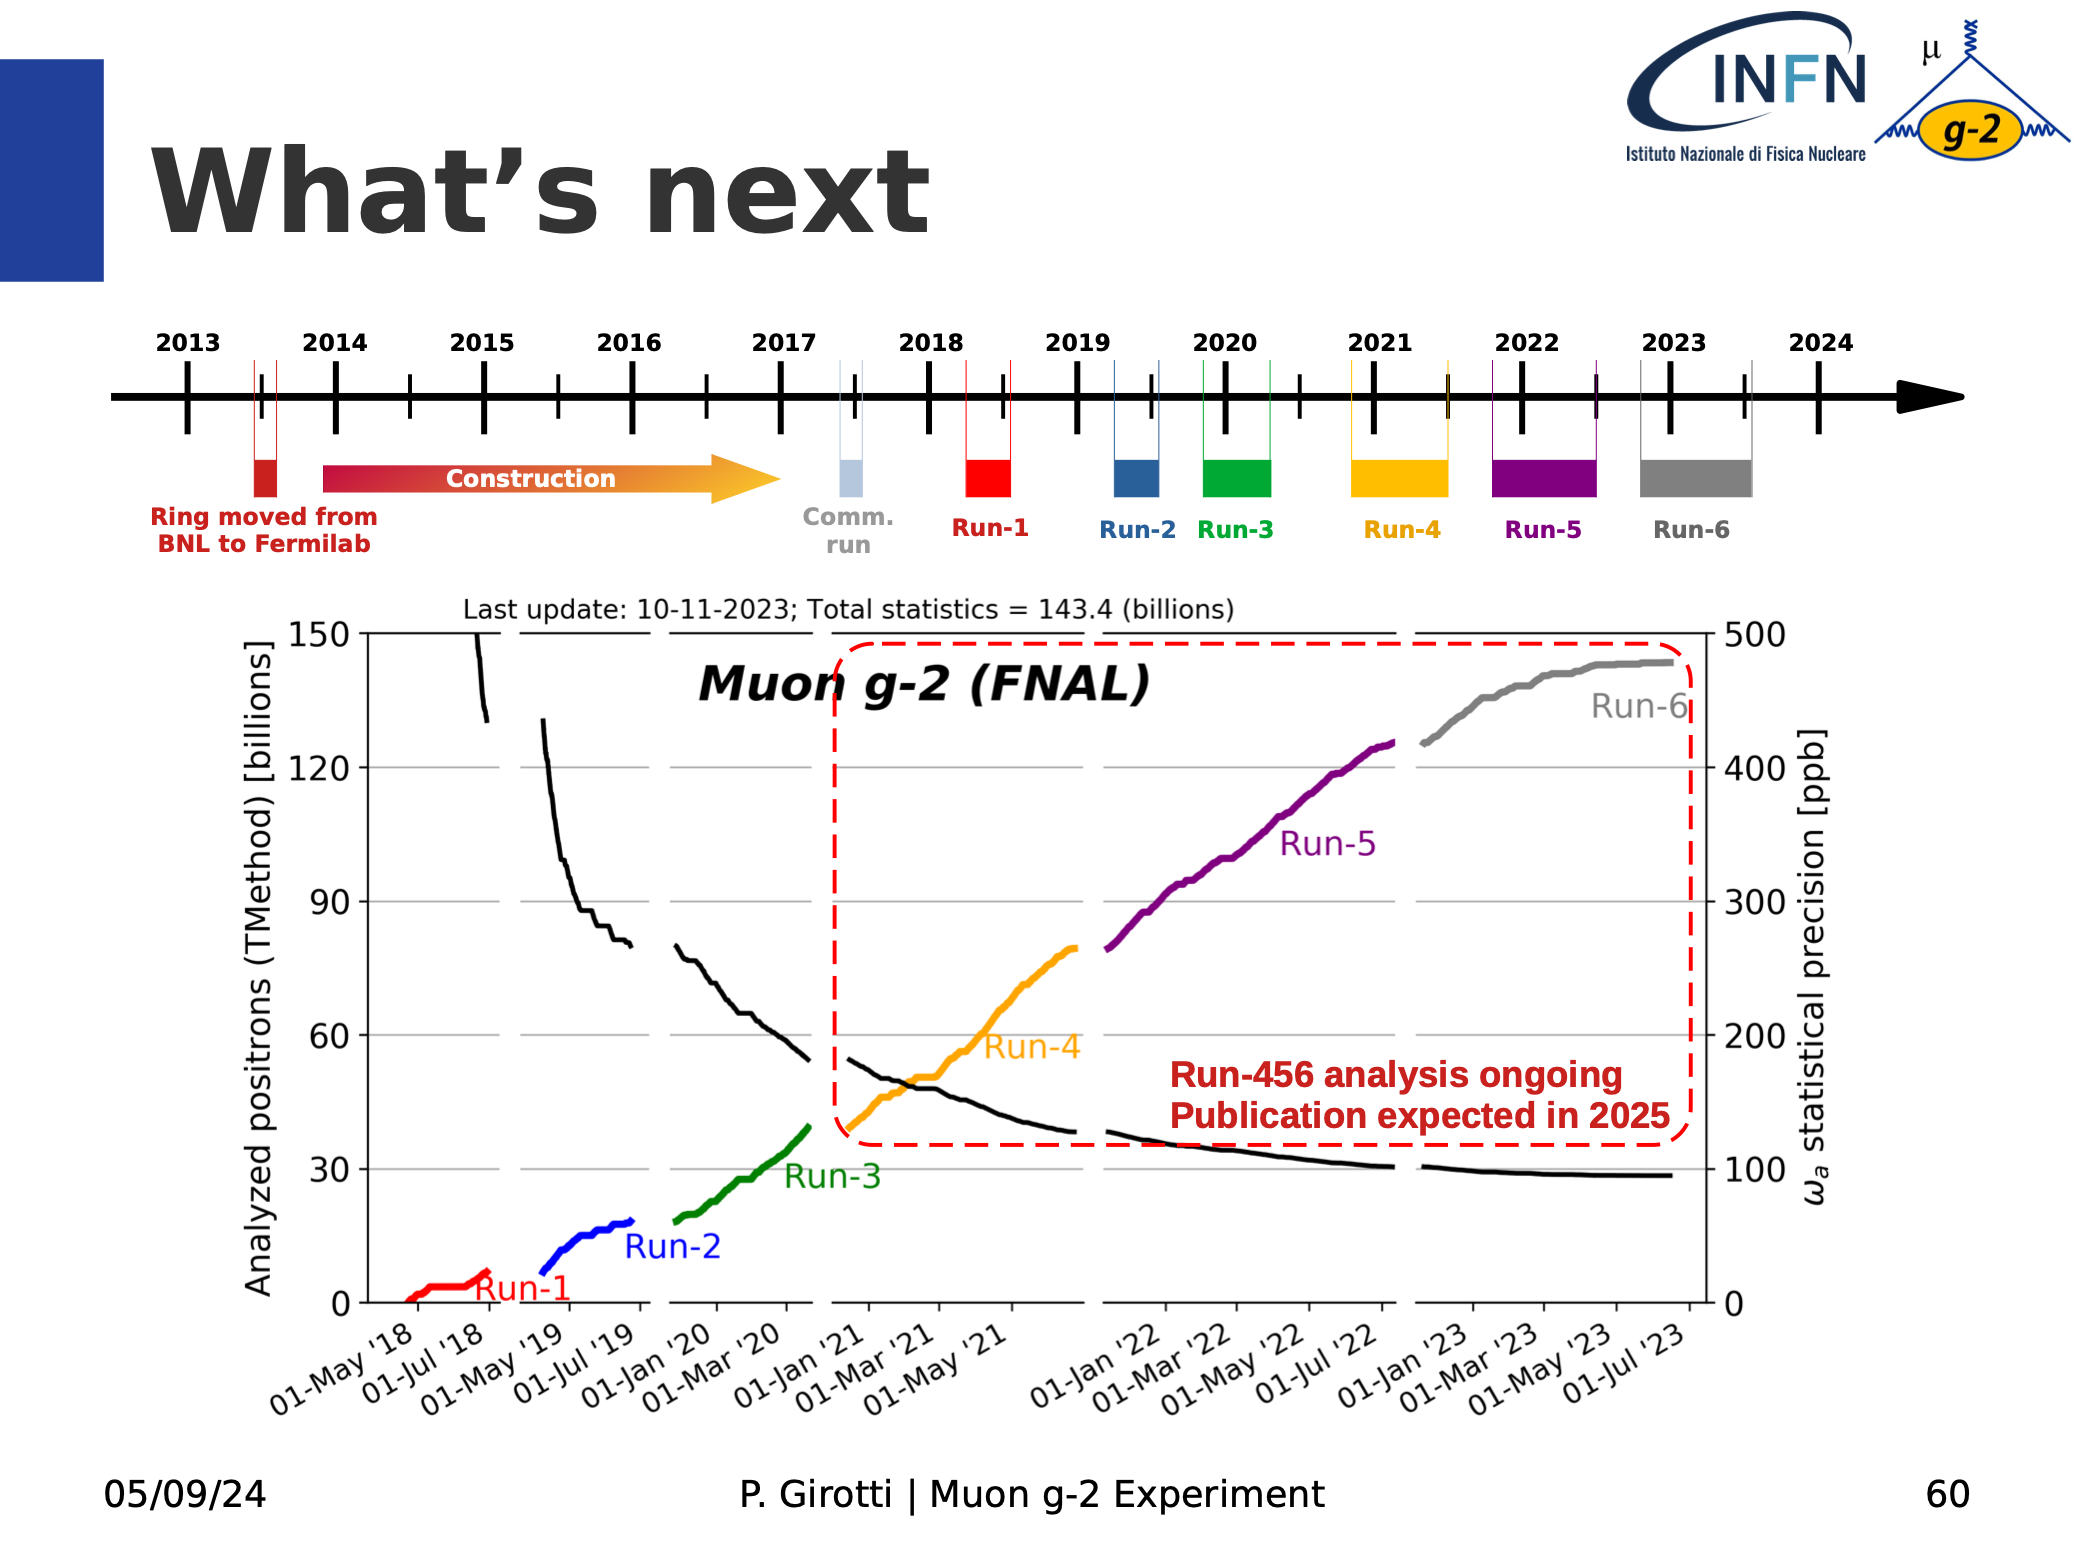 INFN
Istituto Nazionale di Fisica Nucleare
μ
g-2
What’s next
2013 2014 2015 2016 2017 2018 2019 2020 2021 2022 2023 2024
Construction
Ring moved from
BNL to Fermilab
Comm.
run
Run-1
Run-2
Run-3
Run-4
Run-5
Run-6
Last update: 10-11-2023; Total statistics = 143.4 (billions)
Muon g-2 (FNAL)
Analyzed positrons (TMethod) [billions]
150
120
90
60
30
0
500
400
300
200
100
0
ωa statistical precision [ppb]
Run-1
Run-2
Run-3
Run-4
Run-5
Run-6
Run-456 analysis ongoing
Publication expected in 2025
01-May '18
01-Jul '18
01-May '19
01-Jul '19
01-Jan '20
01-Mar '20
01-Jan '21
01-Mar '21
01-May '21
01-Jan '22
01-Mar '22
01-May '22
01-Jul '22
01-Jan '23
01-Mar '23
01-May '23
01-Jul '23
05/09/24
P. Girotti | Muon g-2 Experiment
60